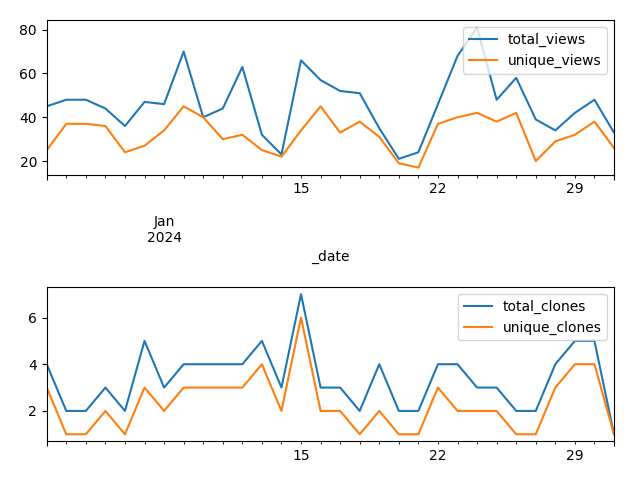 80
60
40
20
total_views
unique_views
15
22
29
Jan
2024
_date
6
4
2
total_clones
unique_clones
15
22
29